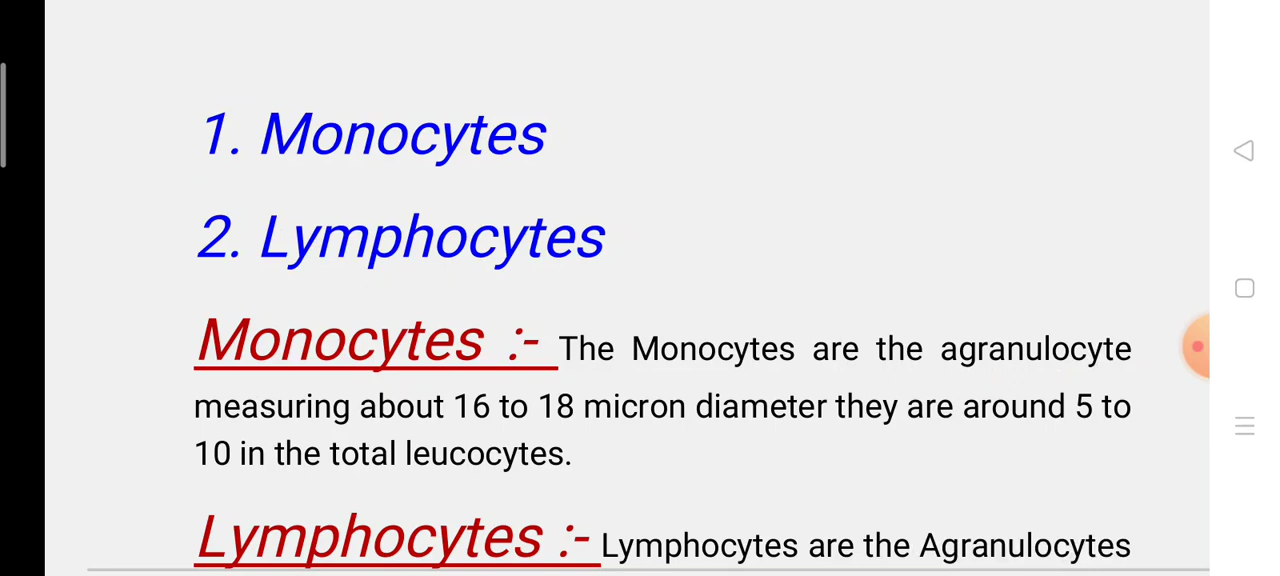 1. Monocytes
2. Lymphocytes
Monocytes :- The Monocytes are the agranulocyte
measuring about 16 to 18 micron diameter they are around 5 to
10 in the total leucocytes.
Lymphocytes :- Lymphocytes are the Agranulocytes